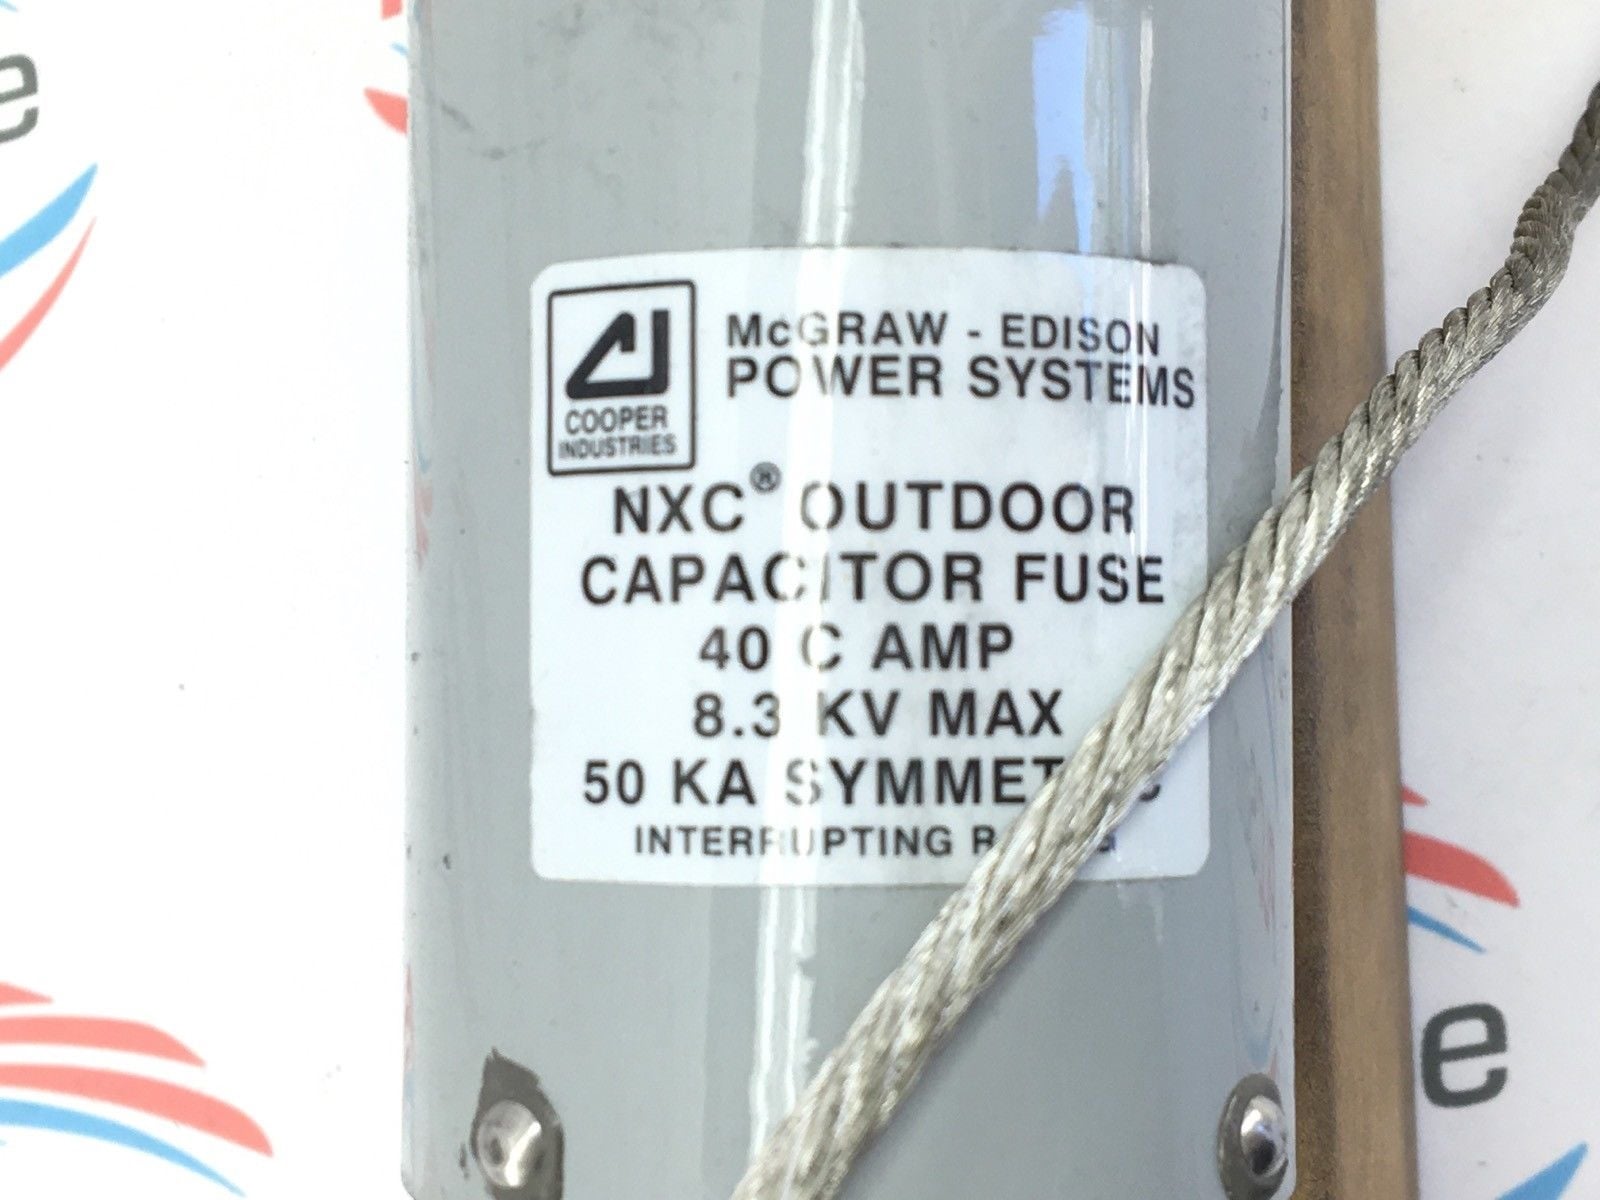 COOPER
INDUSTRIES
McGRAW - EDISON
POWER SYSTEMS
NXC® OUTDOOR
CAPACITOR FUSE
40 C AMP
8.3 KV MAX
50 KA
INTERRUPTING
e
e